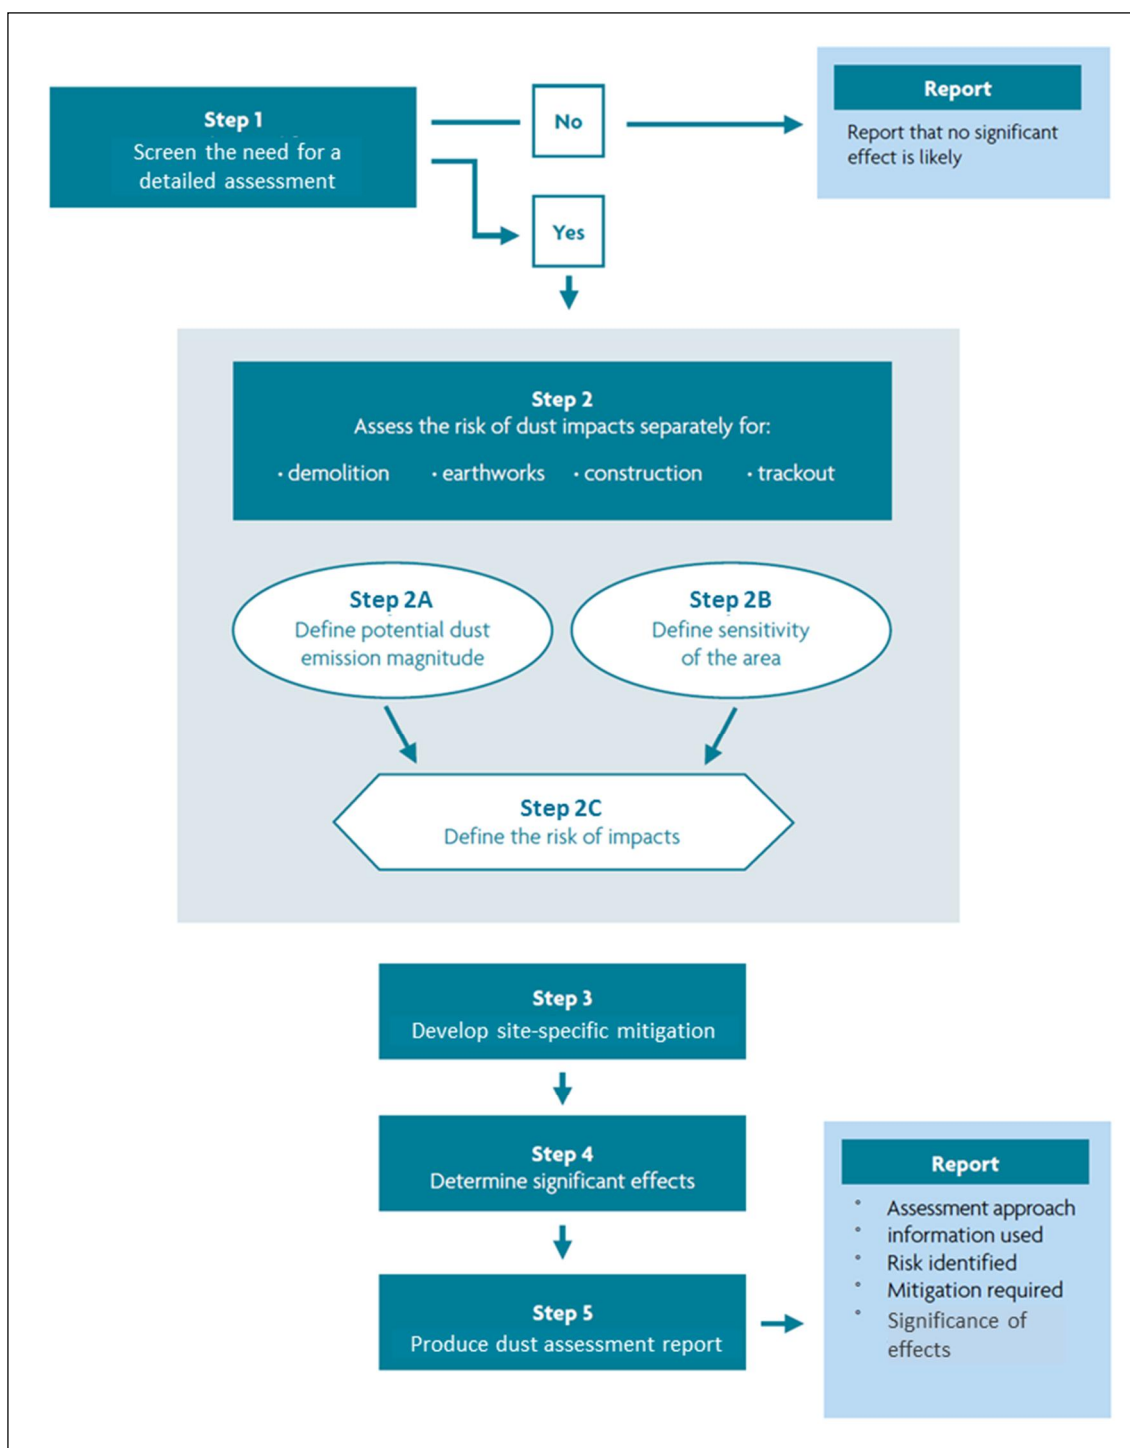 Step 1
Screen the need for a
detailed assessment
No
Yes
Report
Report that no significant
effect is likely
Step 2
Assess the risk of dust impacts separately for:
• demolition • earthworks • construction • trackout
Step 2A
Define potential dust
emission magnitude
Step 2B
Define sensitivity
of the area
Step 2C
Define the risk of impacts
Step 3
Develop site-specific mitigation
Step 4
Determine significant effects
Step 5
Produce dust assessment report
Report
° Assessment approach
° information used
° Risk identified
° Mitigation required
° Significance of
effects